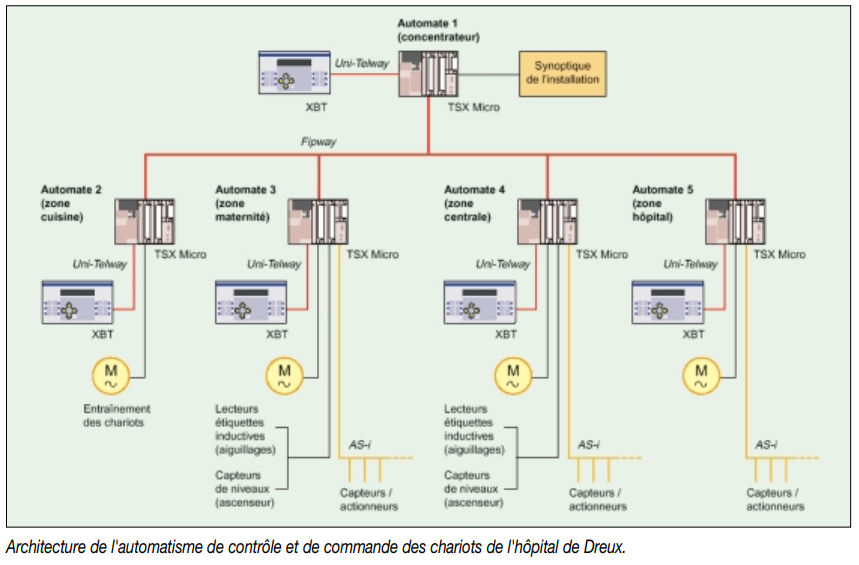 Automate 1
(concentrateur)
Uni-Telway
Synoptique
de l'installation
XBT
TSX Micro
Fipway
Automate 2
(zone
cuisine)
TSX Micro
Uni-Telway
XBT
M
Entraînement
des chariots
Automate 3
(zone
maternité)
TSX Micro
Uni-Telway
XBT
M
Lecteurs
étiquettes
inductives
(aiguillages)
Capteurs
de niveaux
(ascenseur)
AS-i
Capteurs /
actionneurs
Automate 4
(zone
centrale)
TSX Micro
Uni-Telway
XBT
M
Lecteurs
étiquettes
inductives
(aiguillages)
Capteurs
de niveaux
(ascenseur)
AS-i
Capteurs /
actionneurs
Automate 5
(zone
hôpital)
TSX Micro
Uni-Telway
XBT
M
AS-i
Capteurs /
actionneurs
Architecture de l'automatisme de contrôle et de commande des chariots de l'hôpital de Dreux.